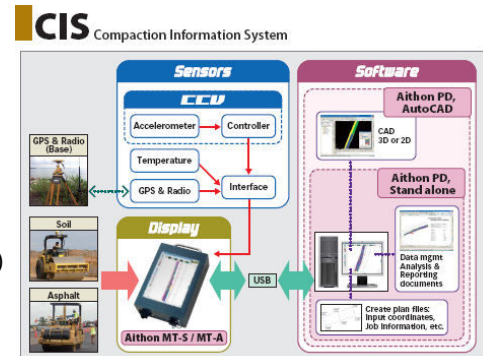 CIS Compaction Information System
Sensors
CCV
Accelerometer
Controller
Temperature
GPS & Radio
Interface
GPS & Radio
(Base)
Soil
Asphalt
Display
Aithon MT-S / MT-A
USB
Software
Aithon PD,
AutoCAD
CAD
3D or 2D
Aithon PD,
Stand alone
Data mgmt
Analysis &
Reporting
documents
Create plan files:
Input coordinates,
Job Information, etc.
)